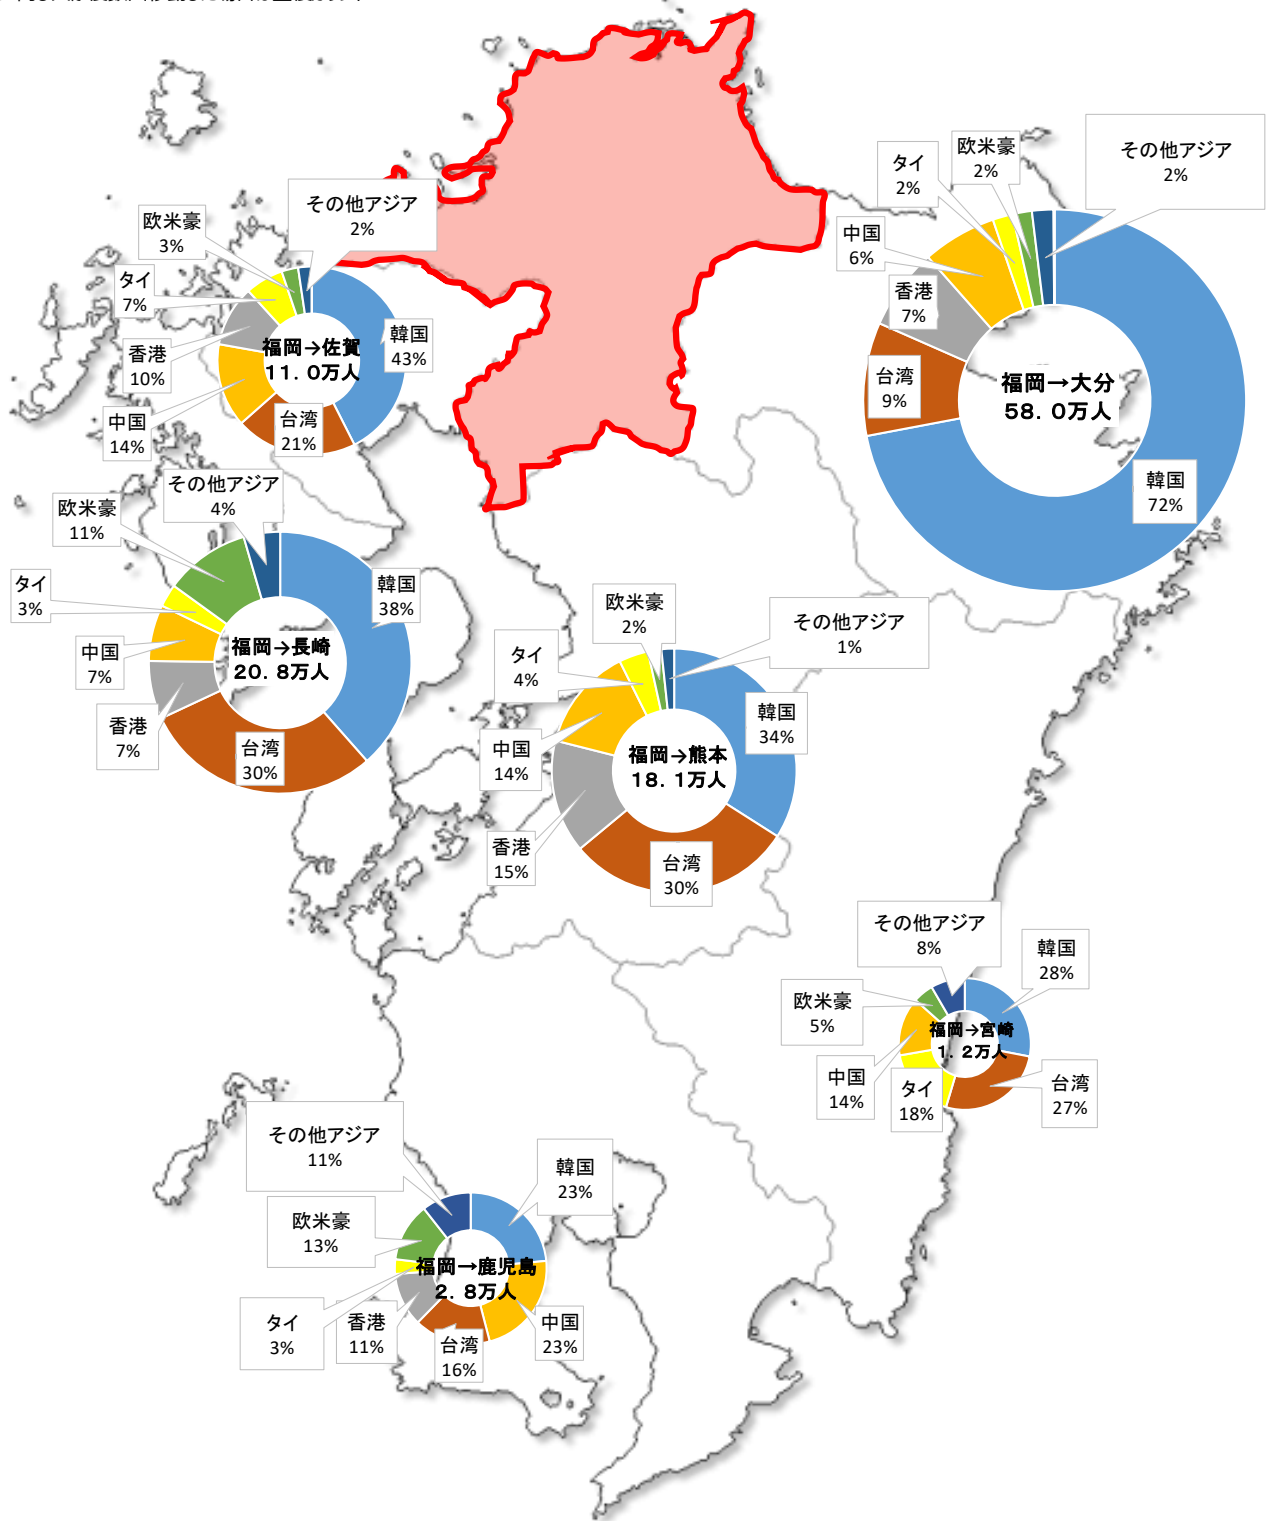 欧米豪
3%
その他アジア
2%
タイ
7%
香港
10%
中国
14%
台湾
21%
韓国
43%
福岡→佐賀
11.0万人
タイ
2%
欧米豪
2%
その他アジア
2%
中国
6%
香港
7%
台湾
9%
韓国
72%
福岡→大分
58.0万人
その他アジア
4%
欧米豪
11%
タイ
3%
中国
7%
香港
7%
台湾
30%
韓国
38%
福岡→長崎
20.8万人
欧米豪
2%
その他アジア
1%
タイ
4%
中国
14%
香港
15%
台湾
30%
韓国
34%
福岡→熊本
18.1万人
その他アジア
8%
韓国
28%
欧米豪
5%
中国
14%
タイ
18%
台湾
27%
福岡→宮崎
1.2万人
その他アジア
11%
韓国
23%
欧米豪
13%
タイ
3%
香港
11%
台湾
16%
中国
23%
福岡→鹿児島
2.8万人